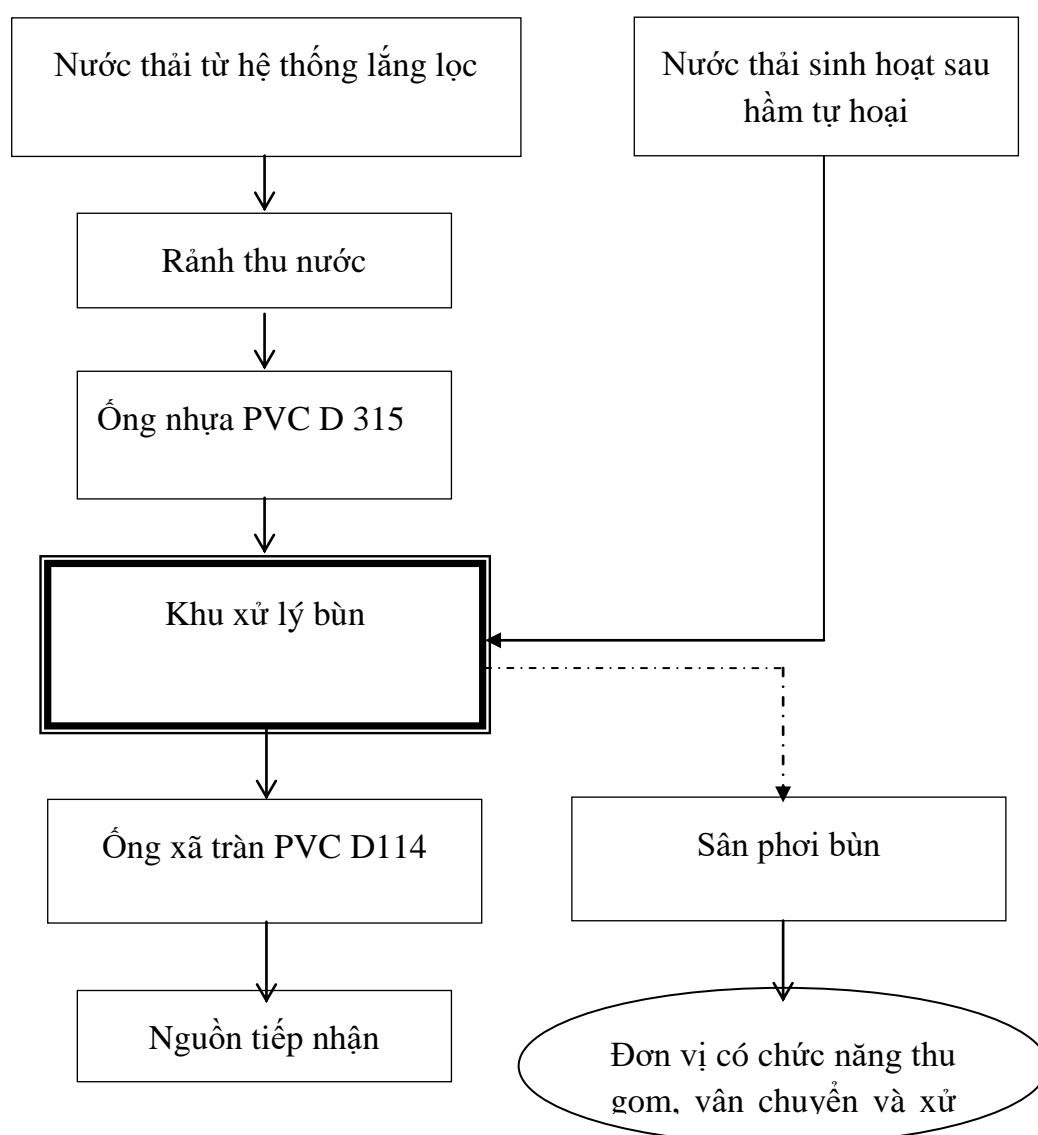 Nước thải từ hệ thống lắng lọc
Nước thải sinh hoạt sau
hầm tự hoại
Rảnh thu nước
Ống nhựa PVC D 315
Khu xử lý bùn
Ống xã tràn PVC D114
Sân phơi bùn
Nguồn tiếp nhận
Đơn vị có chức năng thu
gom, vân chuyển và xử